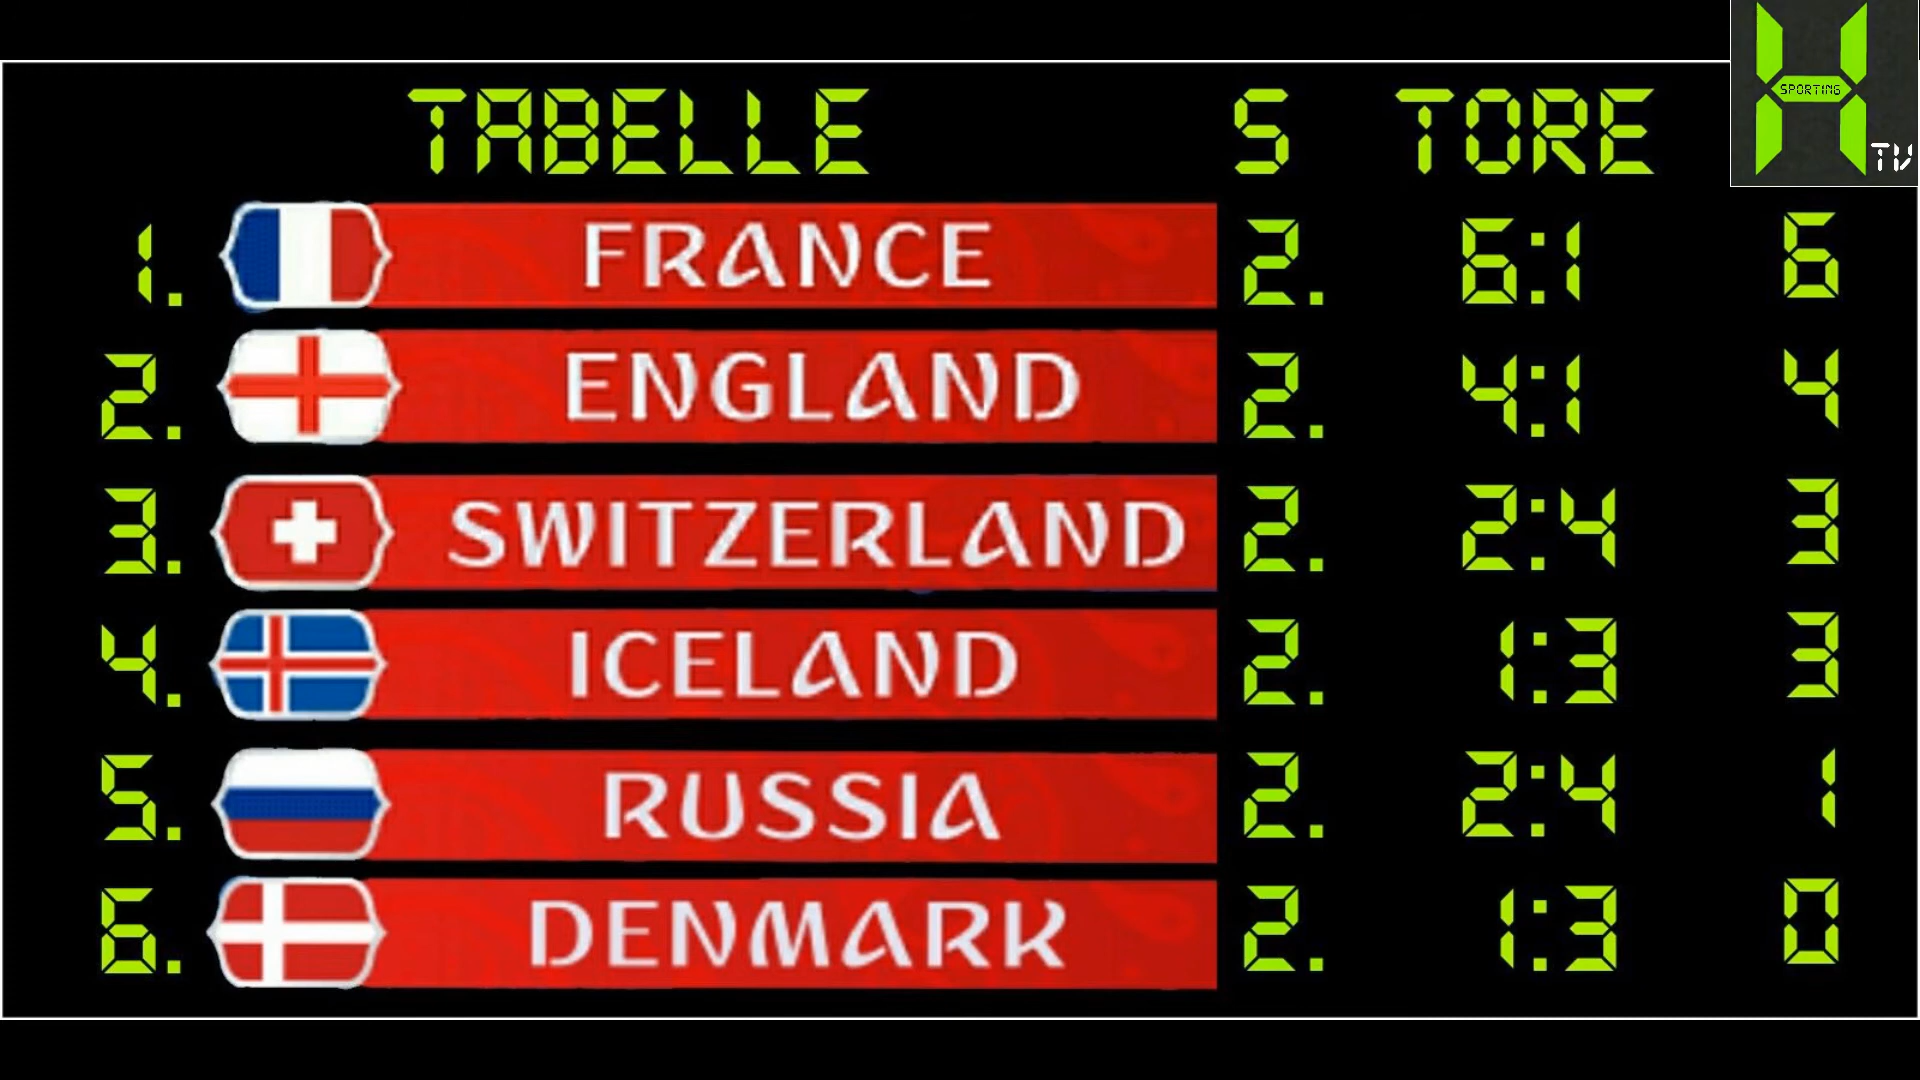 TABELLE S TORE
SPORTING
TV
1. FRANCE 2. 6:1 6
2. ENGLAND 2. 4:1 4
3. SWITZERLAND 2. 2:4 3
4. ICELAND 2. 1:3 3
5. RUSSIA 2. 2:4 1
6. DENMARK 2. 1:3 0